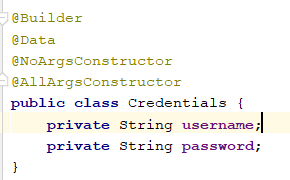 @Builder
@Data
@NoArgsConstructor
@AllArgsConstructor
public class Credentials {
    private String username;
    private String password;
}